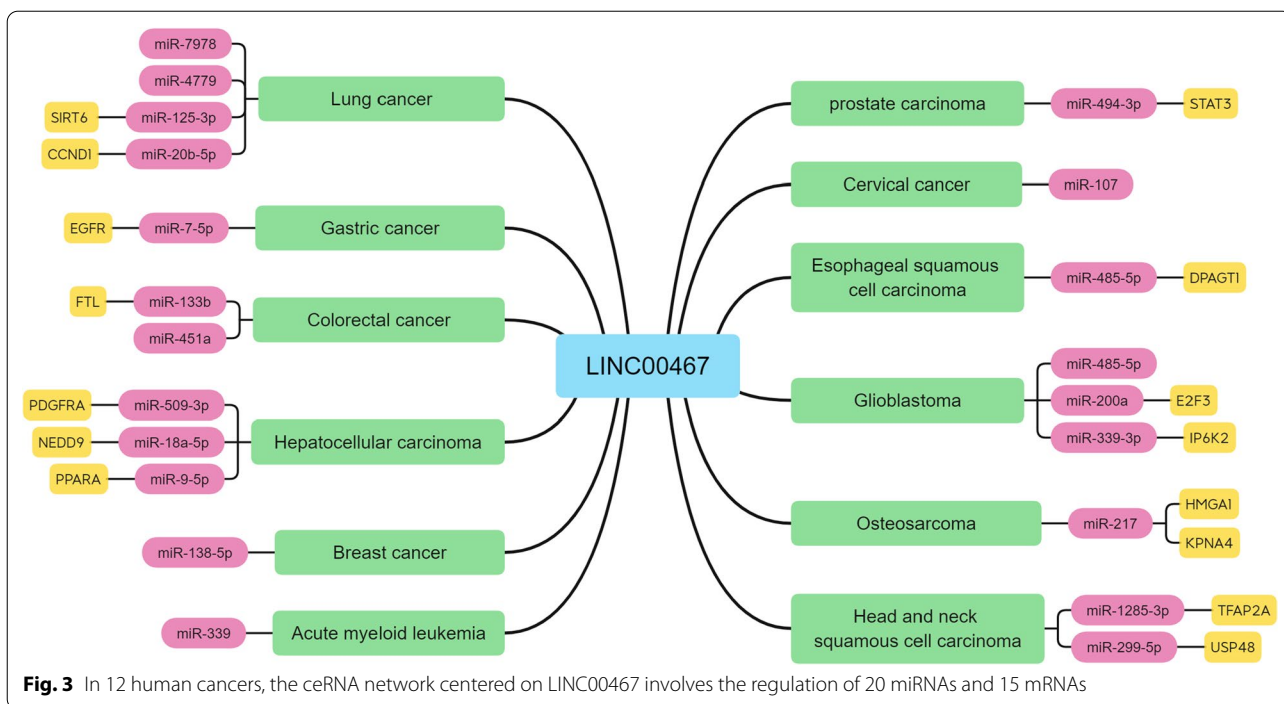 miR-7978
miR-4779
SIRT6
miR-125-3p
CCND1
miR-20b-5p
Lung cancer
EGFR
miR-7-5p
Gastric cancer
FTL
miR-133b
miR-451a
Colorectal cancer
PDGFRA
miR-509-3p
NEDD9
miR-18a-5p
PPARA
miR-9-5p
Hepatocellular carcinoma
miR-138-5p
Breast cancer
miR-339
Acute myeloid leukemia
LINC00467
prostate carcinoma
miR-494-3p
STAT3
Cervical cancer
miR-107
Esophageal squamous
cell carcinoma
miR-485-5p
DPAGT1
Glioblastoma
miR-485-5p
miR-200a
E2F3
miR-339-3p
IP6K2
Osteosarcoma
miR-217
HMGA1
KPNA4
Head and neck
squamous cell carcinoma
miR-1285-3p
TFAP2A
miR-299-5p
USP48
Fig. 3 In 12 human cancers, the ceRNA network centered on LINC00467 involves the regulation of 20 miRNAs and 15 mRNAs